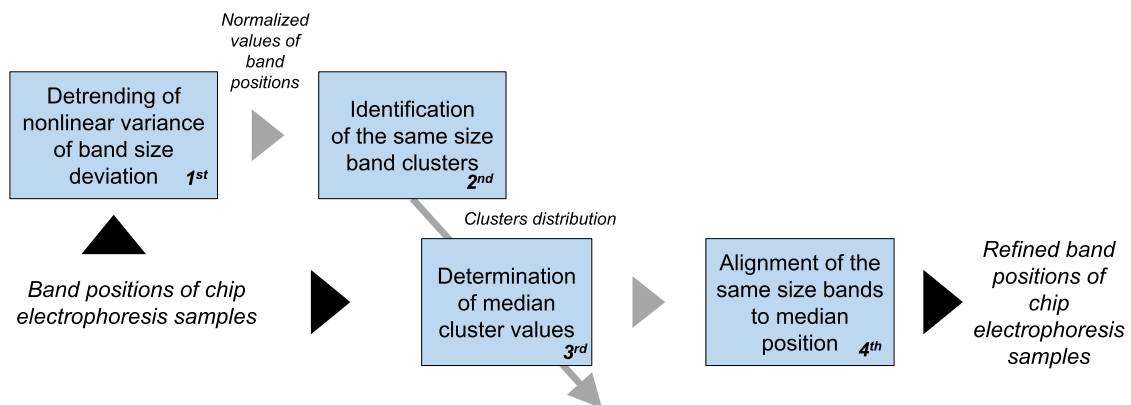 Detrending of
nonlinear variance
of band size
deviation 1st
Normalized
values of
band
positions
Identification
of the same size
band clusters
2nd
Clusters distribution
Band positions of chip
electrophoresis samples
Determination
of median
cluster values
3rd
Alignment of the
same size bands
to median
position 4th
Refined band
positions of
chip
electrophoresis
samples